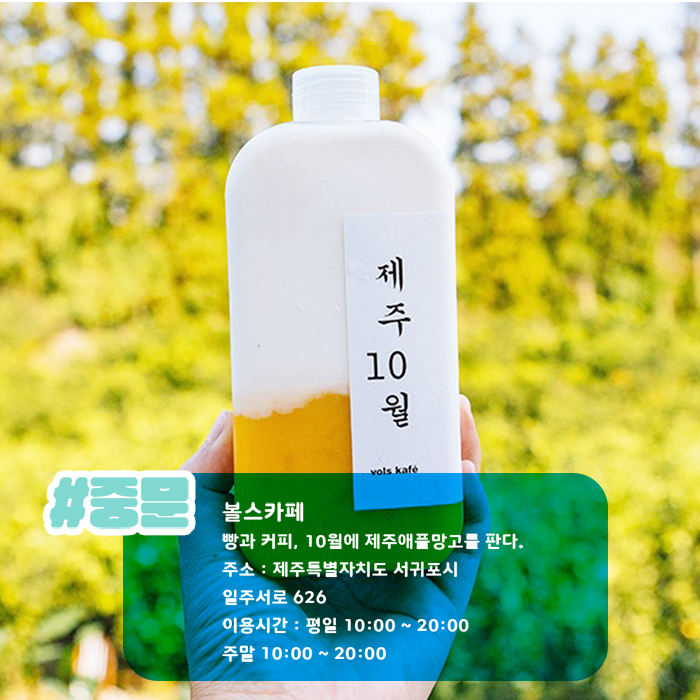 제
주
10
월
vols kafé
#중문
볼스카페
빵과 커피, 10월에 제주애플망고를 판다.
주소 : 제주특별자치도 서귀포시
일주서로 626
이용시간 : 평일 10:00 ~ 20:00
주말 10:00 ~ 20:00